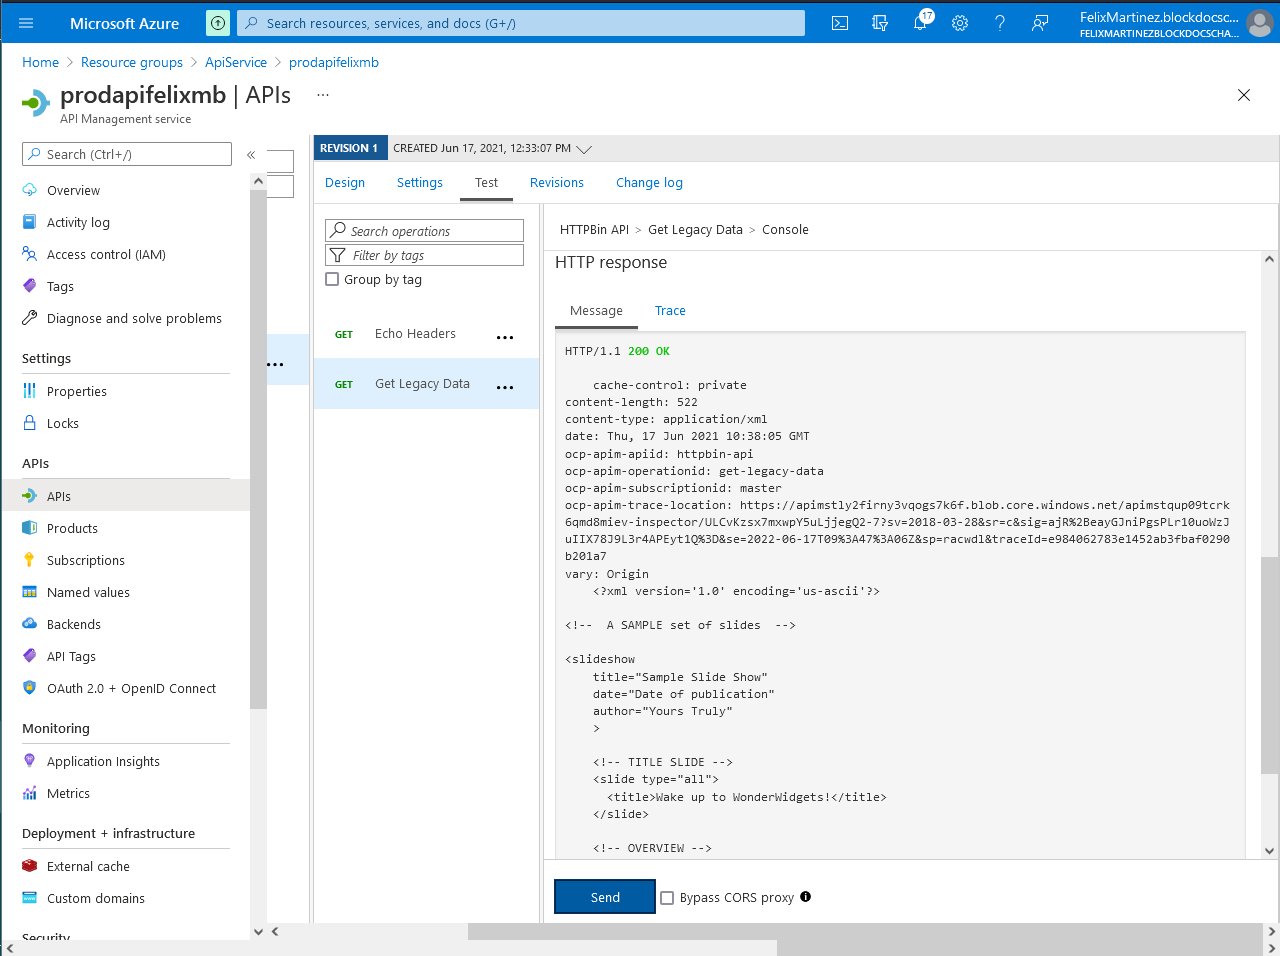 Microsoft Azure
Search resources, services, and docs (G+/)
17
FelixMartinez.blockdocsc...
FELIXMARTINEZBLOCKDOCSCHA...
Home > Resource groups > ApiService > prodapifelixmb
prodapifelixmb | APIs ...
API Management service
Search (Ctrl+/)
«
Overview
Activity log
Access control (IAM)
Tags
Diagnose and solve problems
Settings
Properties
Locks
APIs
APIs
Products
Subscriptions
Named values
Backends
API Tags
OAuth 2.0 + OpenID Connect
Monitoring
Application Insights
Metrics
Deployment + infrastructure
External cache
Custom domains
Security
...
REVISION 1
CREATED Jun 17, 2021, 12:33:07 PM
Design
Settings
Test
Revisions
Change log
Search operations
Filter by tags
Group by tag
GET Echo Headers ...
GET Get Legacy Data ...
HTTPBin API > Get Legacy Data > Console
HTTP response
Message
Trace
HTTP/1.1 200 OK
cache-control: private
content-length: 522
content-type: application/xml
date: Thu, 17 Jun 2021 10:38:05 GMT
ocp-apim-apiid: httpbin-api
ocp-apim-operationid: get-legacy-data
ocp-apim-subscriptionid: master
ocp-apim-trace-location: https://apimstly2firny3vqogs7k6f.blob.core.windows.net/apimstqup09tcrk
6qmd8miev-inspector/ULCvKzsx7mxwpY5uLjjegQ2-7?sv=2018-03-28&sr=c&sig=ajR%2BeayGJniPgsPLr10uoWzJ
uIIX78J9L3r4APEyt1Q%3D&se=2022-06-17T09%3A47%3A06Z&sp=racwdl&traceId=e984062783e1452ab3fbaf0290
b201a7
vary: Origin
<?xml version='1.0' encoding='us-ascii'?>
<!--  A SAMPLE set of slides  -->
<slideshow
title="Sample Slide Show"
date="Date of publication"
author="Yours Truly"
>
<!-- TITLE SLIDE -->
<slide type="all">
<title>Wake up to WonderWidgets!</title>
</slide>
<!-- OVERVIEW -->
Send
Bypass CORS proxy